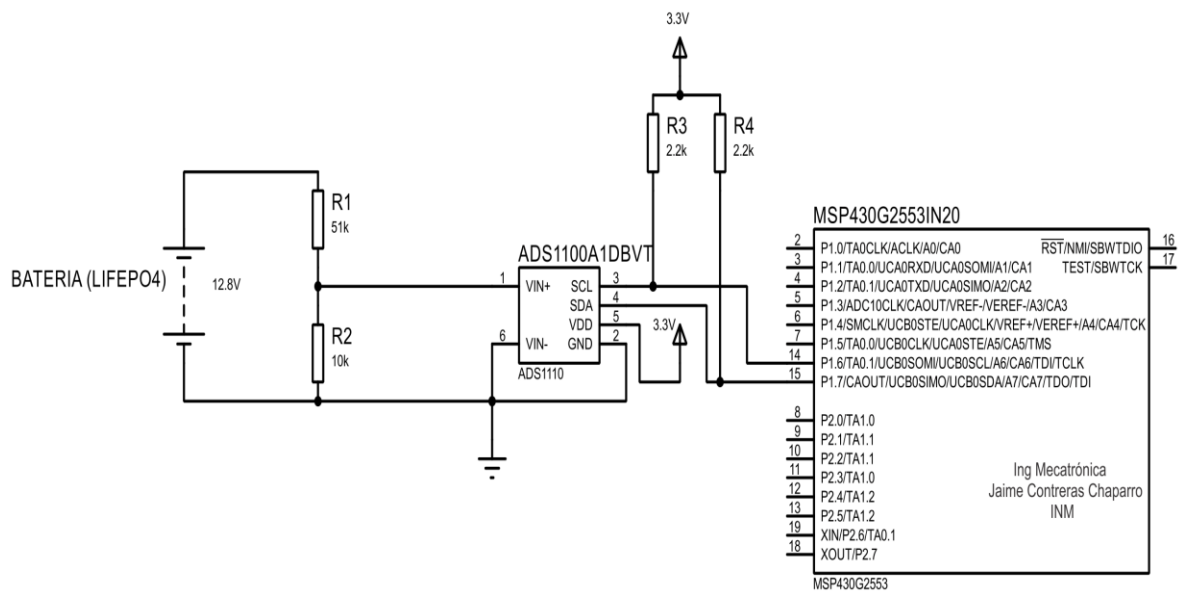 3.3V
R3
2.2k
R4
2.2k
R1
51k
BATERIA (LIFEPO4)
12.8V
R2
10k
ADS1100A1DBVT
1 VIN+ SCL 3
SDA 4
VDD 5
6 VIN- GND 2
ADS1110
3.3V
MSP430G2553IN20
2 P1.0/TA0CLK/ACLK/A0/CA0 RST/NMI/SBWTDIO 16
3 P1.1/TA0.0/UCA0RXD/UCA0SOMI/A1/CA1 TEST/SBWTCK 17
4 P1.2/TA0.1/UCA0TXD/UCA0SIMO/A2/CA2
5 P1.3/ADC10CLK/CAOUT/VREF-/VEREF-/A3/CA3
6 P1.4/SMCLK/UCB0STE/UCA0CLK/VREF+/VEREF+/A4/CA4/TCK
7 P1.5/TA0.0/UCB0CLK/UCA0STE/A5/CA5/TMS
14 P1.6/TA0.1/UCB0SOMI/UCB0SCL/A6/CA6/TDI/TCLK
15 P1.7/CAOUT/UCB0SIMO/UCB0SDA/A7/CA7/TDO/TDI
8 P2.0/TA1.0
9 P2.1/TA1.1
10 P2.2/TA1.1
11 P2.3/TA1.0
12 P2.4/TA1.2
13 P2.5/TA1.2
19 XIN/P2.6/TA0.1
18 XOUT/P2.7
Ing Mecatrónica
Jaime Contreras Chaparro
INM
MSP430G2553